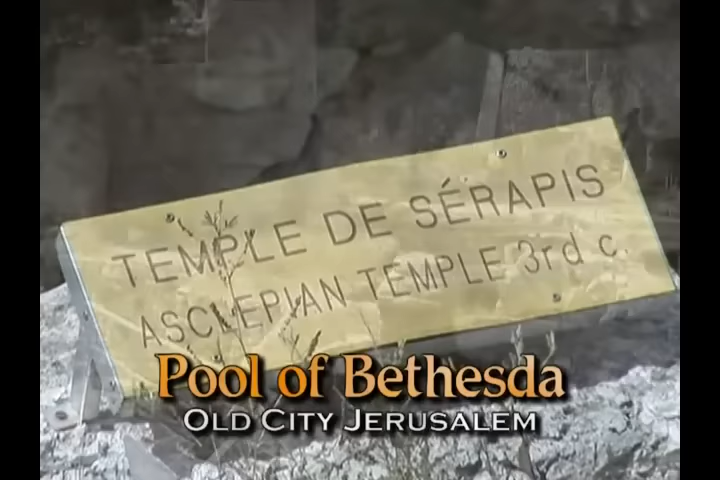 TEMPLE DE SÉRAPIS
ASCLEPIAN TEMPLE 3rd c.
Pool of Bethesda
OLD CITY JERUSALEM